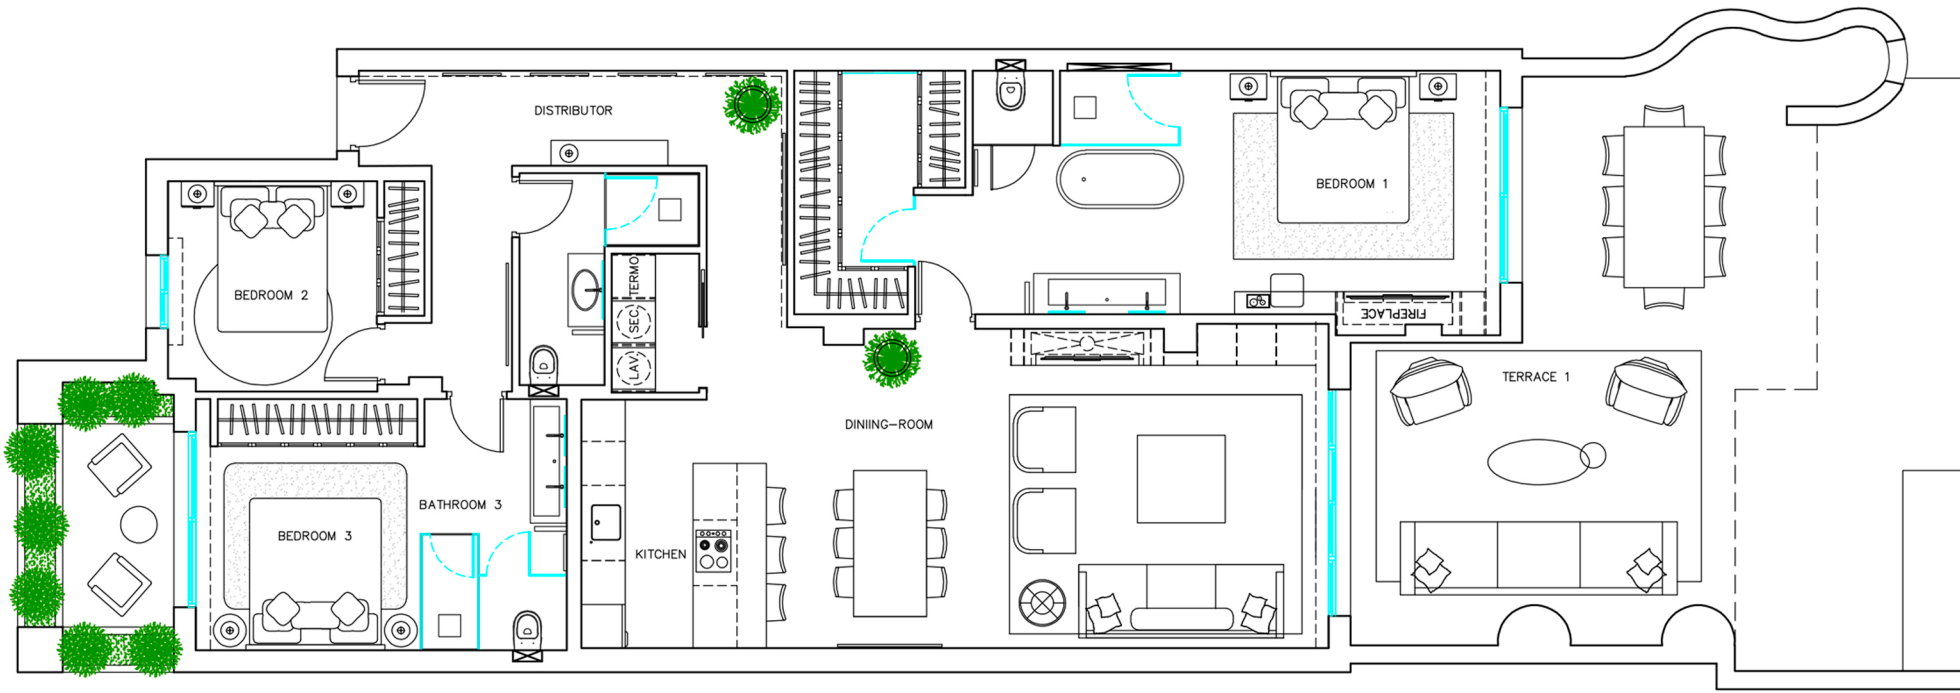 DISTRIBUTOR
BEDROOM 1
BEDROOM 2
TERMO
SEC.
LAV.
FIREPLACE
TERRACE 1
DINIING-ROOM
BATHROOM 3
BEDROOM 3
KITCHEN